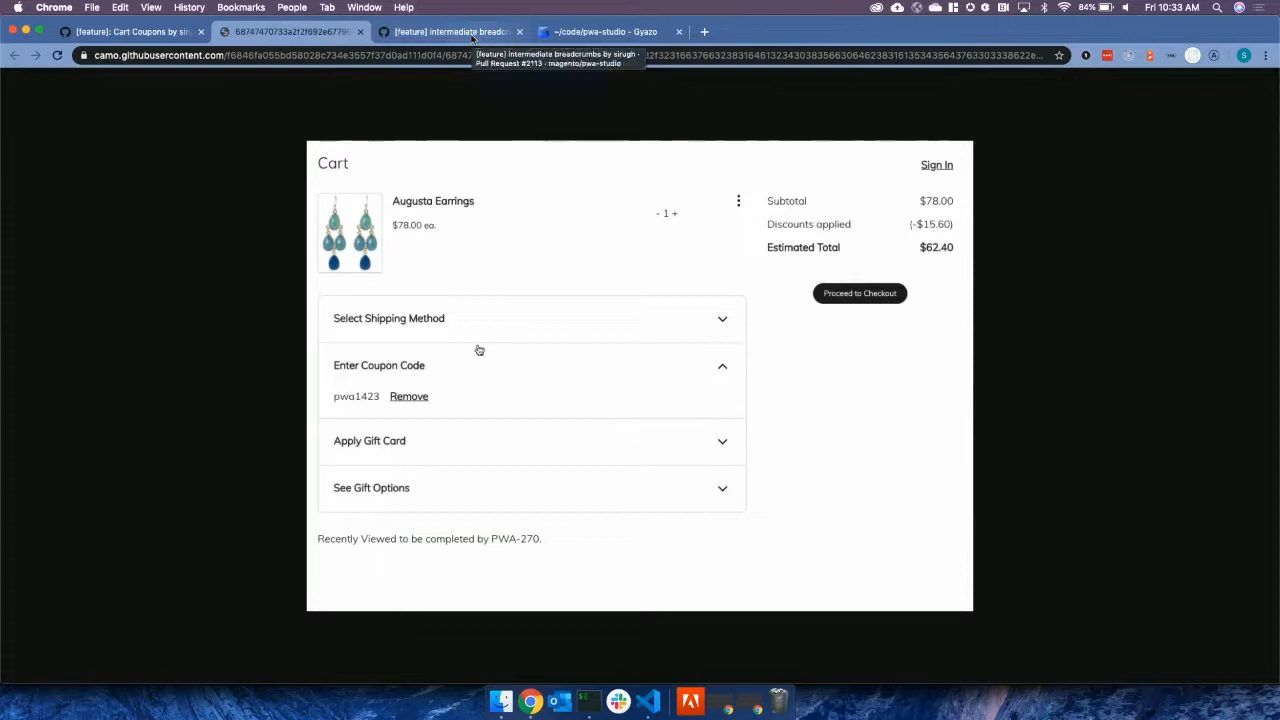 Chrome File Edit View History Bookmarks People Tab Window Help
84% Fri 10:33 AM
[feature]: Cart Coupons by siru
68747470733a2f2f692e67796
[feature] intermediate breadcr
~/code/pwa-studio - Gyazo
[feature] intermediate breadcrumbs by sirugh ·
Pull Request #2113 · magento/pwa-studio
Cart
Sign In
Augusta Earrings
$78.00 ea.
- 1 +
Subtotal $78.00
Discounts applied (-$15.60)
Estimated Total $62.40
Proceed to Checkout
Select Shipping Method
Enter Coupon Code
pwa1423 Remove
Apply Gift Card
See Gift Options
Recently Viewed to be completed by PWA-270.